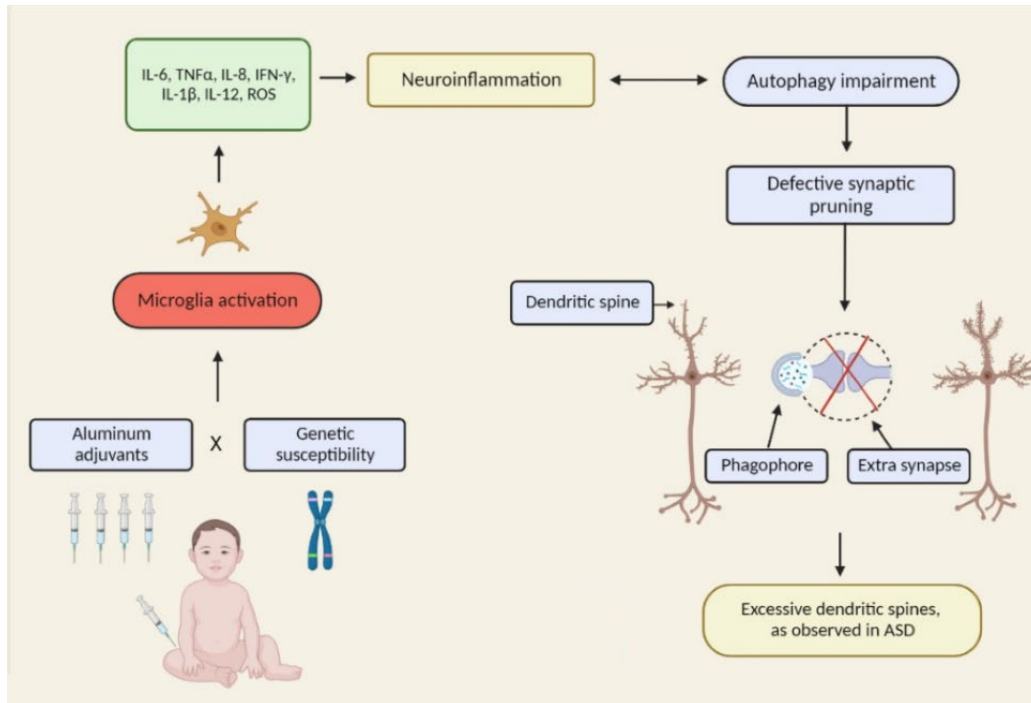 IL-6, TNFα, IL-8, IFN-γ,
IL-1β, IL-12, ROS
Neuroinflammation
Autophagy impairment
Defective synaptic
pruning
Microglia activation
Dendritic spine
Aluminum
adjuvants
X
Genetic
susceptibility
Phagophore
Extra synapse
Excessive dendritic spines,
as observed in ASD